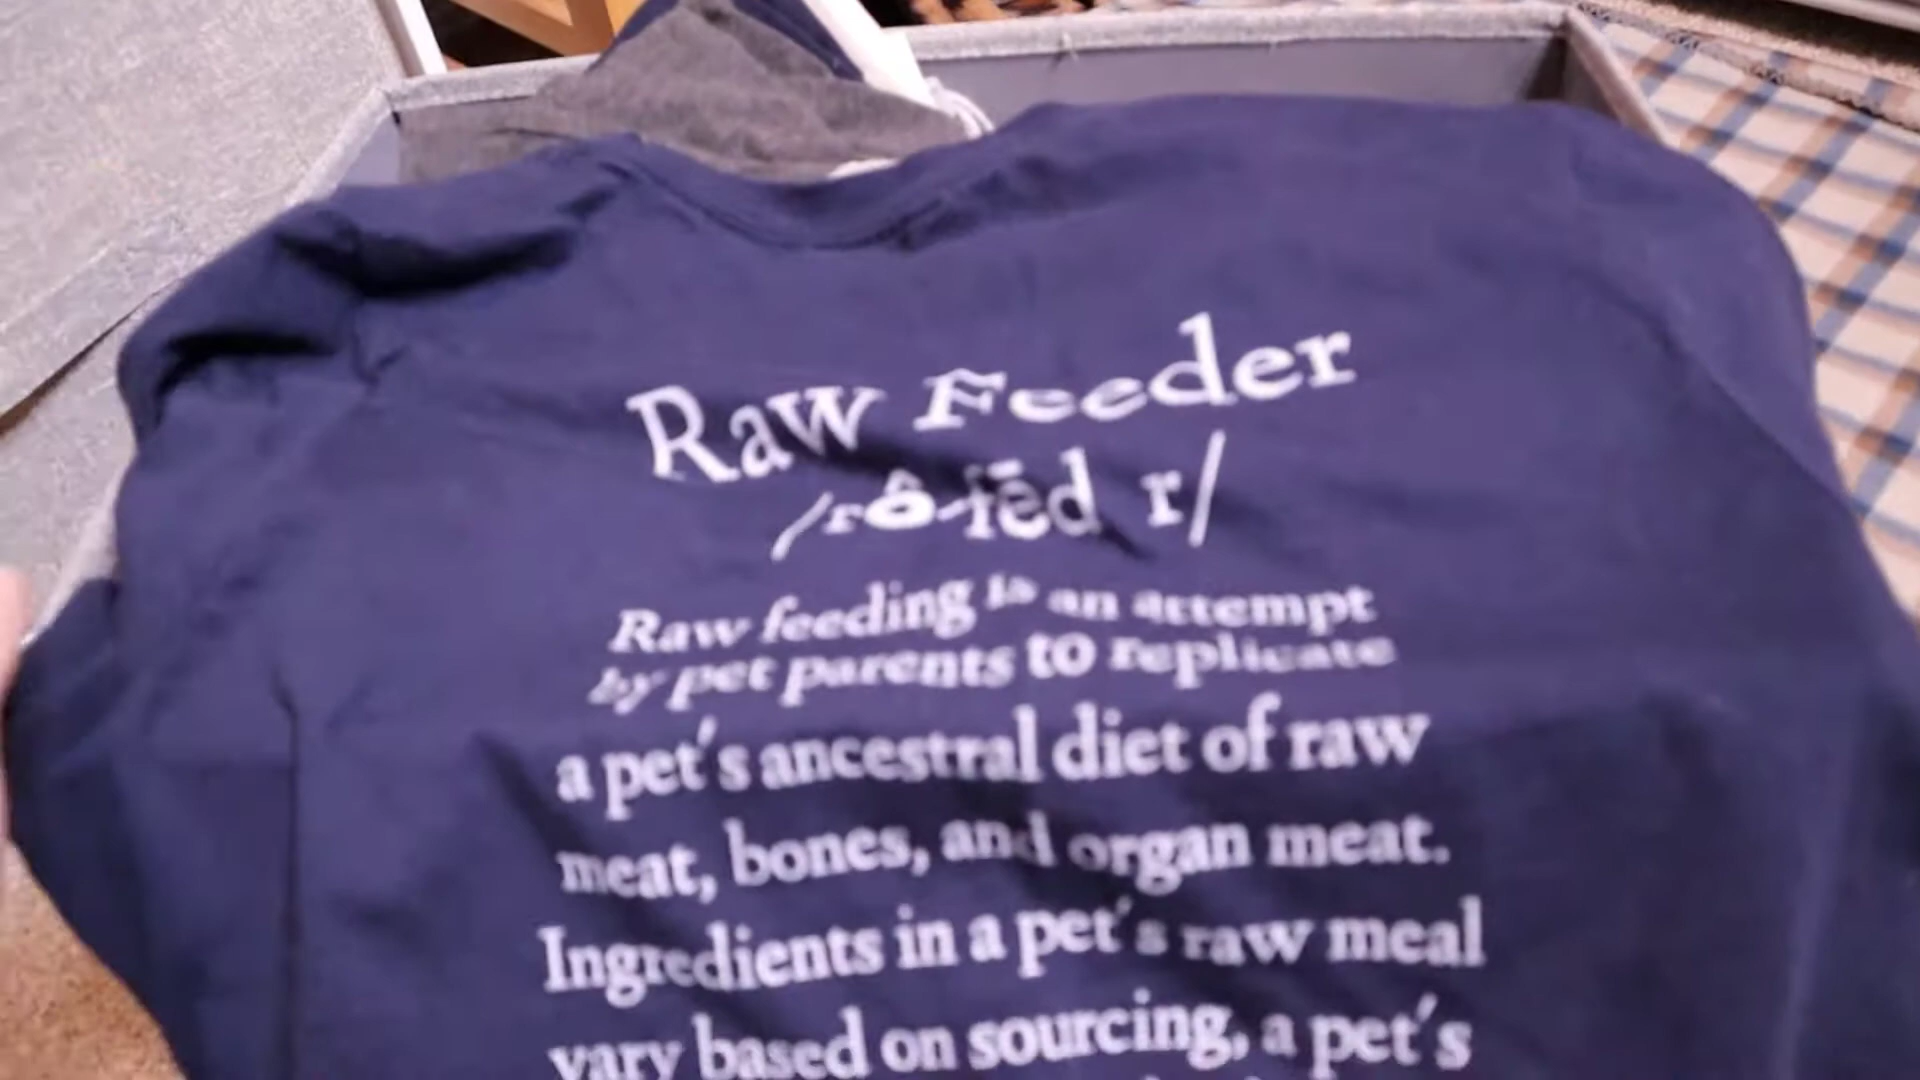 Raw Feeder
/rô-fēd r/
Raw feeding is an attempt
by pet parents to replicate
a pet's ancestral diet of raw
meat, bones, and organ meat.
Ingredients in a pet's raw meal
vary based on sourcing, a pet's